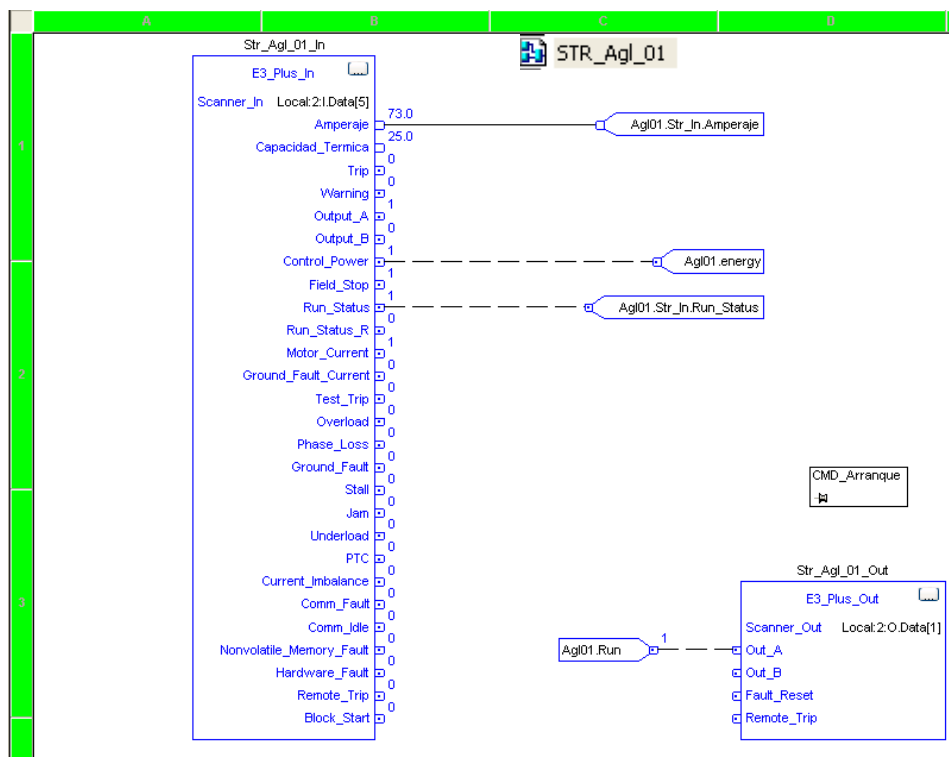 A B C D
Str_Agl_01_In
STR_Agl_01
E3_Plus_In
Scanner_In Local:2:I.Data[5]
Amperaje 73.0 Agl01.Str_In.Amperaje
1
Capacidad_Termica 25.0
Trip 0
Warning 0
Output_A 1
Output_B 0
Control_Power 1 Agl01.energy
Field_Stop 1
Run_Status 1 Agl01.Str_In.Run_Status
Run_Status_R 0
Motor_Current 1
2
Ground_Fault_Current 0
Test_Trip 0
Overload 0
Phase_Loss 0
Ground_Fault 0
CMD_Arranque
Stall 0
Jam 0
Underload 0
PTC 0
Str_Agl_01_Out
Current_Imbalance 0
3
Comm_Fault 0
E3_Plus_Out
Comm_Idle 0
Scanner_Out Local:2:O.Data[1]
Nonvolatile_Memory_Fault 0
Agl01.Run 1 Out_A
Hardware_Fault 0
Out_B
Remote_Trip 0
Fault_Reset
Block_Start 0
Remote_Trip